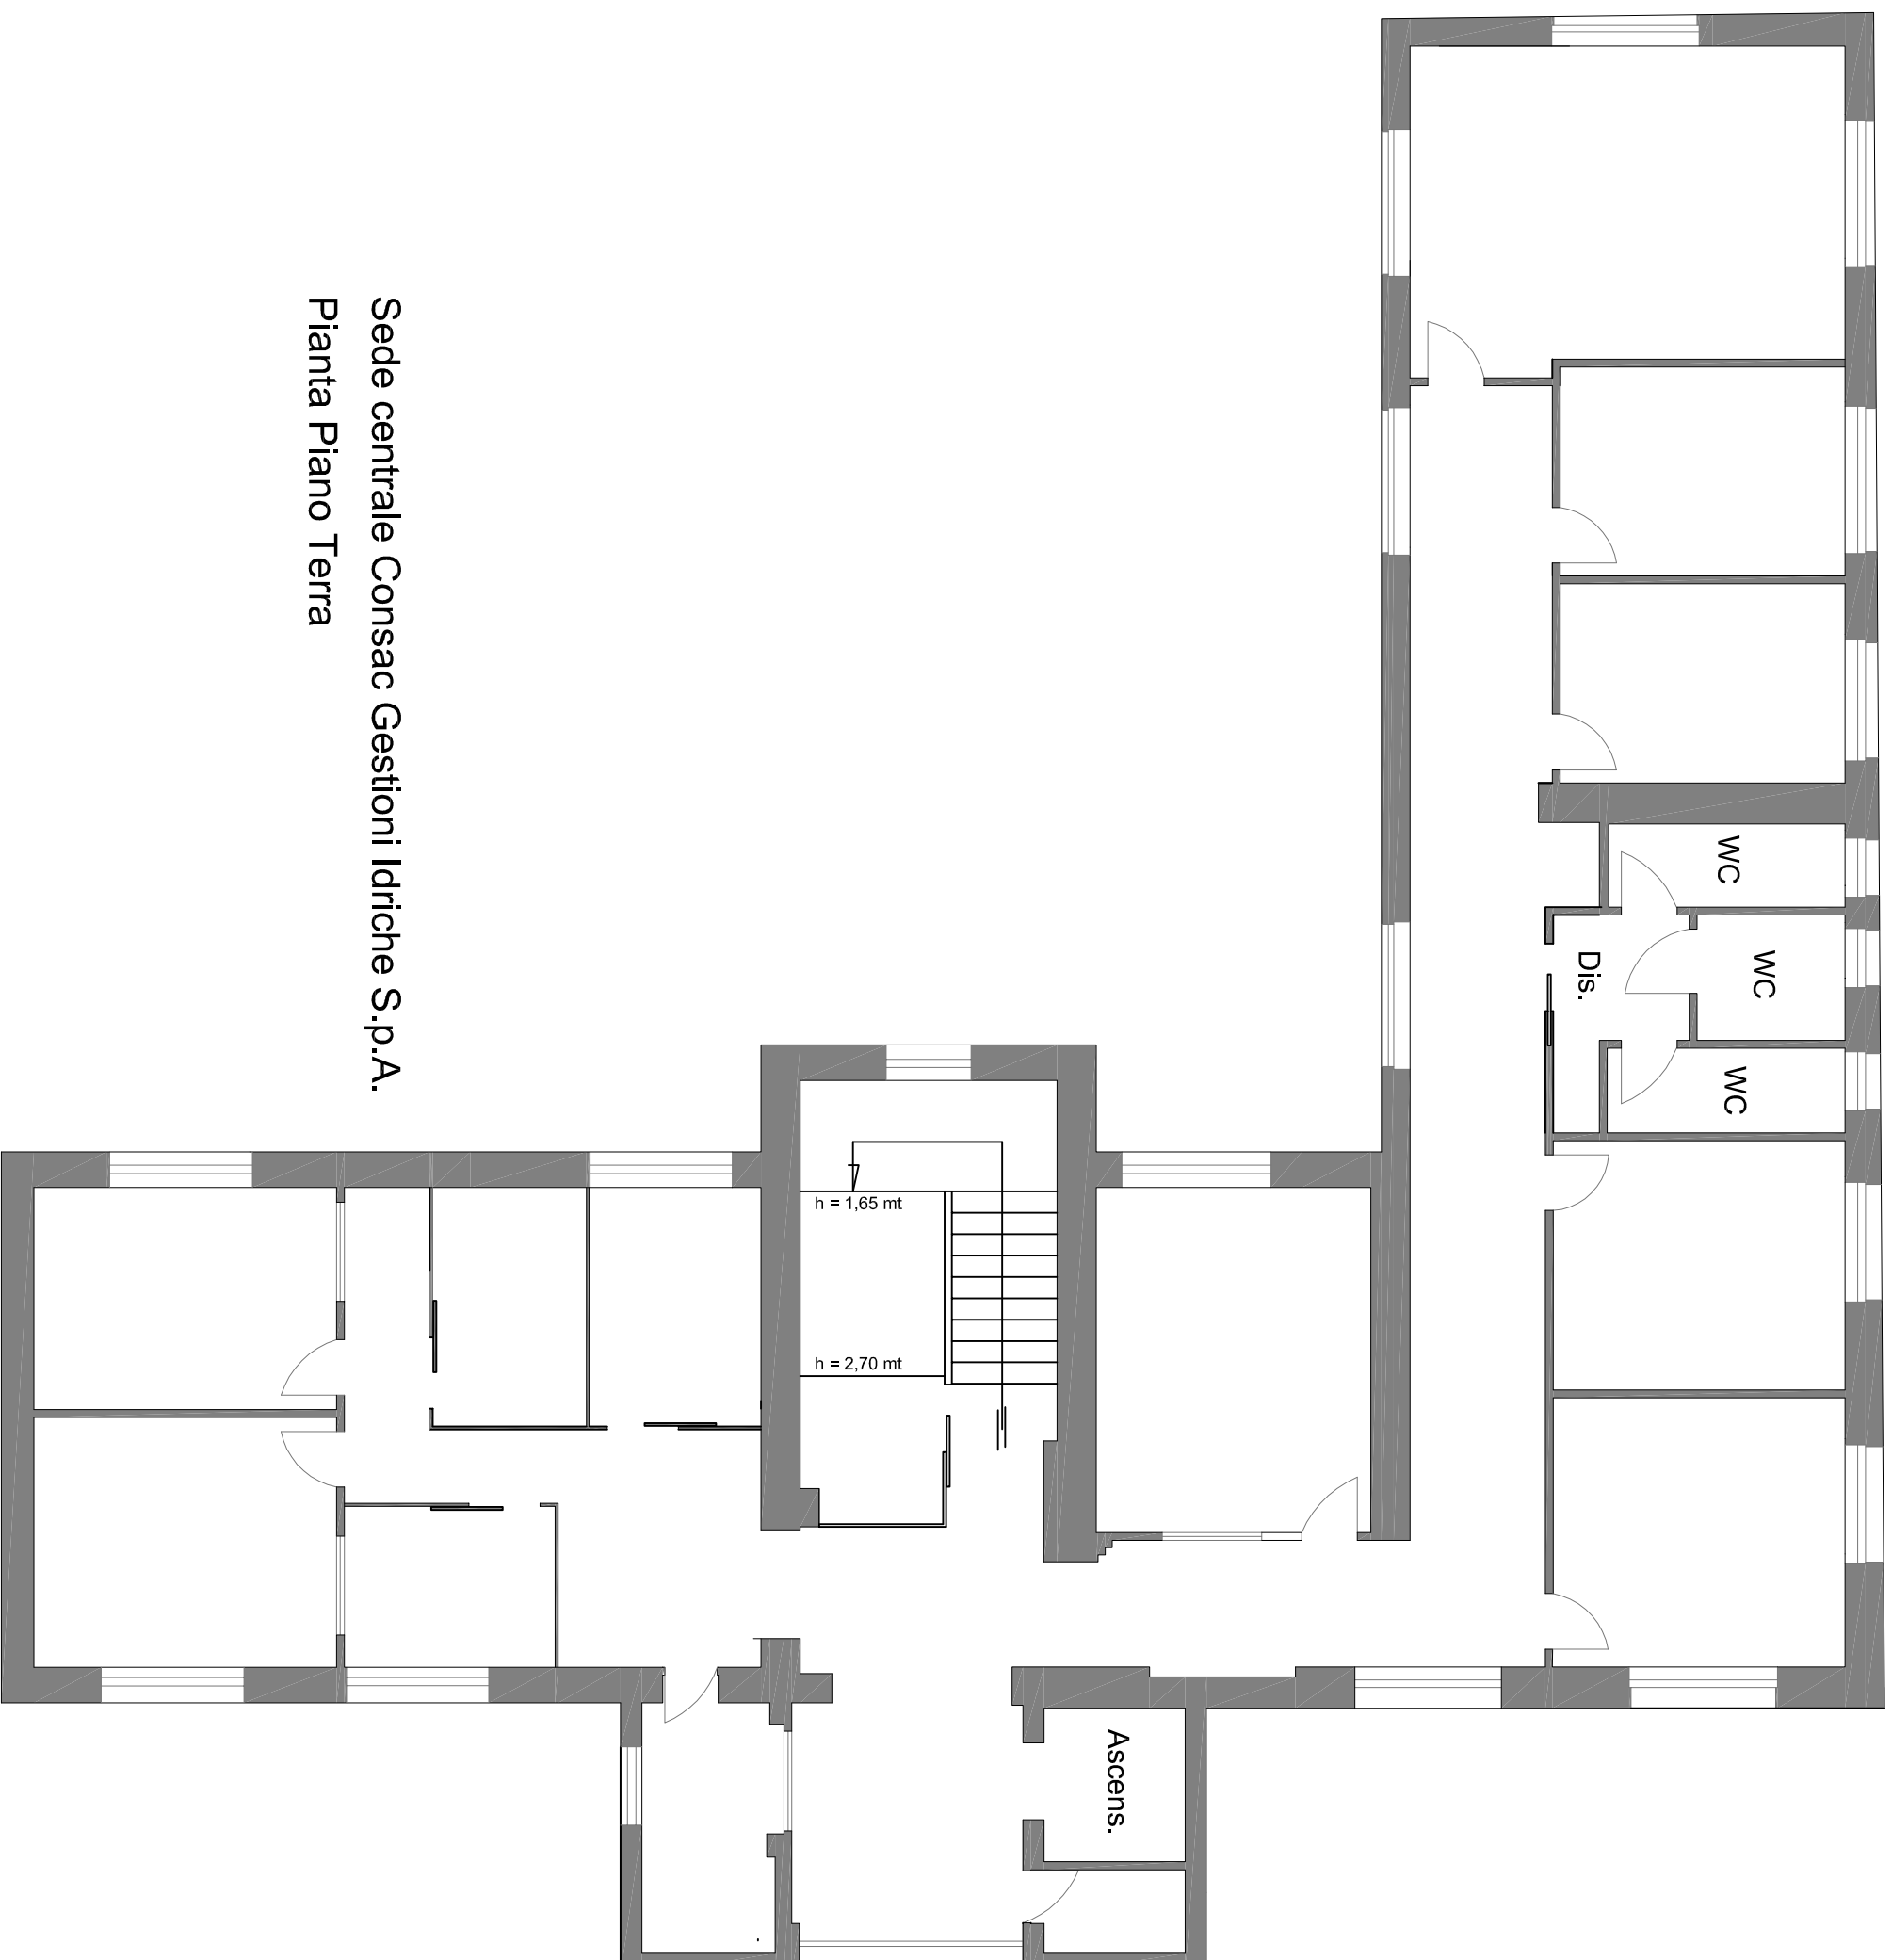 Sede centrale Consac Gestioni Idriche S.p.A.
Pianta Piano Terra
WC
WC
Dis.
WC
h = 1,65 mt
h = 2,70 mt
Ascens.